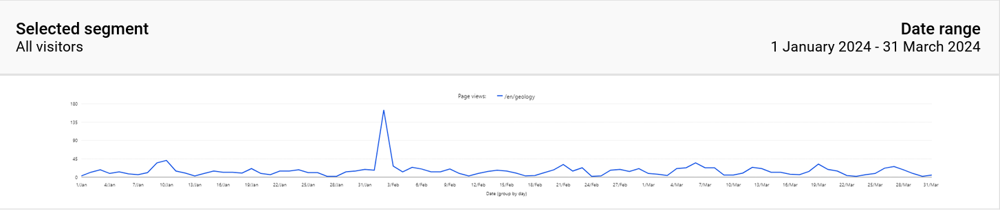 Selected segment
Date range
All visitors
1 January 2024 - 31 March 2024
Page views: /en/geology
180
135
90
45
0
1/Jan 4/Jan 7/Jan 10/Jan 13/Jan 16/Jan 19/Jan 22/Jan 25/Jan 28/Jan 31/Jan 3/Feb 6/Feb 9/Feb 12/Feb 15/Feb 18/Feb 21/Feb 24/Feb 27/Feb 1/Mar 4/Mar 7/Mar 10/Mar 13/Mar 16/Mar 19/Mar 22/Mar 25/Mar 28/Mar 31/Mar
Date (group by day)